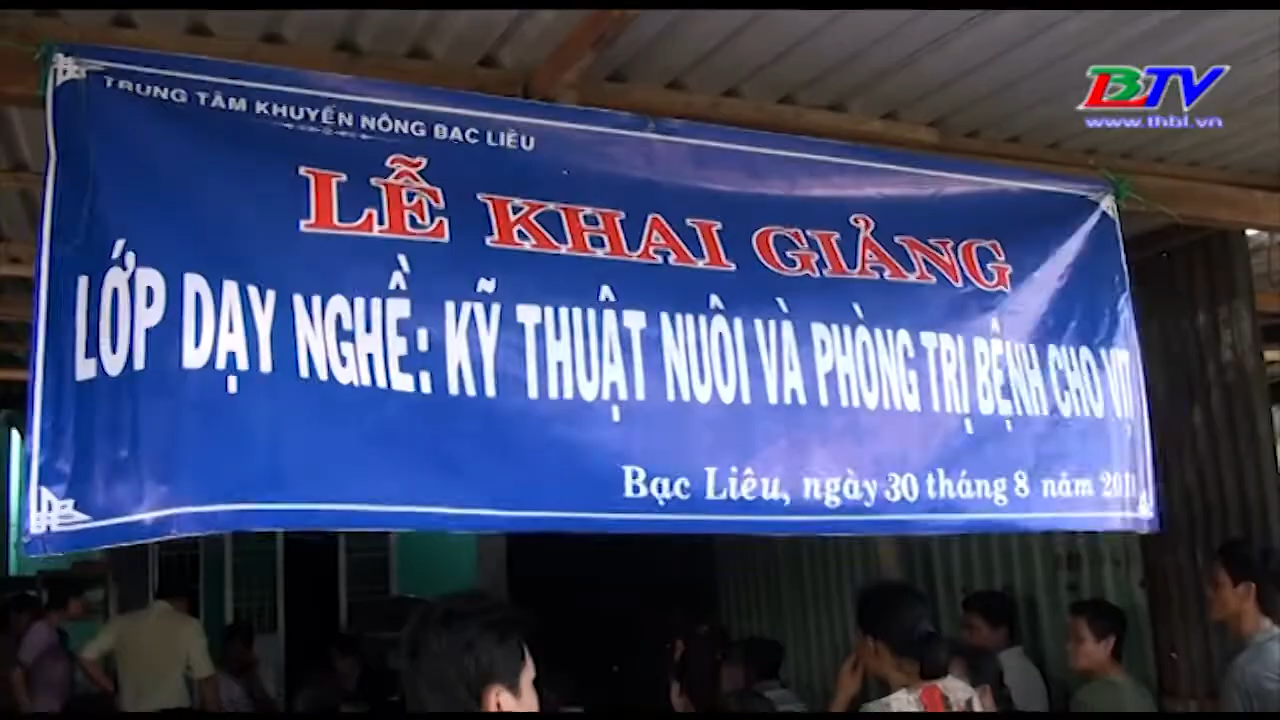 BTV
www.thbl.vn
TRUNG TÂM KHUYẾN NÔNG BẠC LIÊU
LỄ KHAI GIẢNG
LỚP DẠY NGHỀ: KỸ THUẬT NUÔI VÀ PHÒNG TRỊ BỆNH CHO VỊT
Bạc Liêu, ngày 30 tháng 8 năm